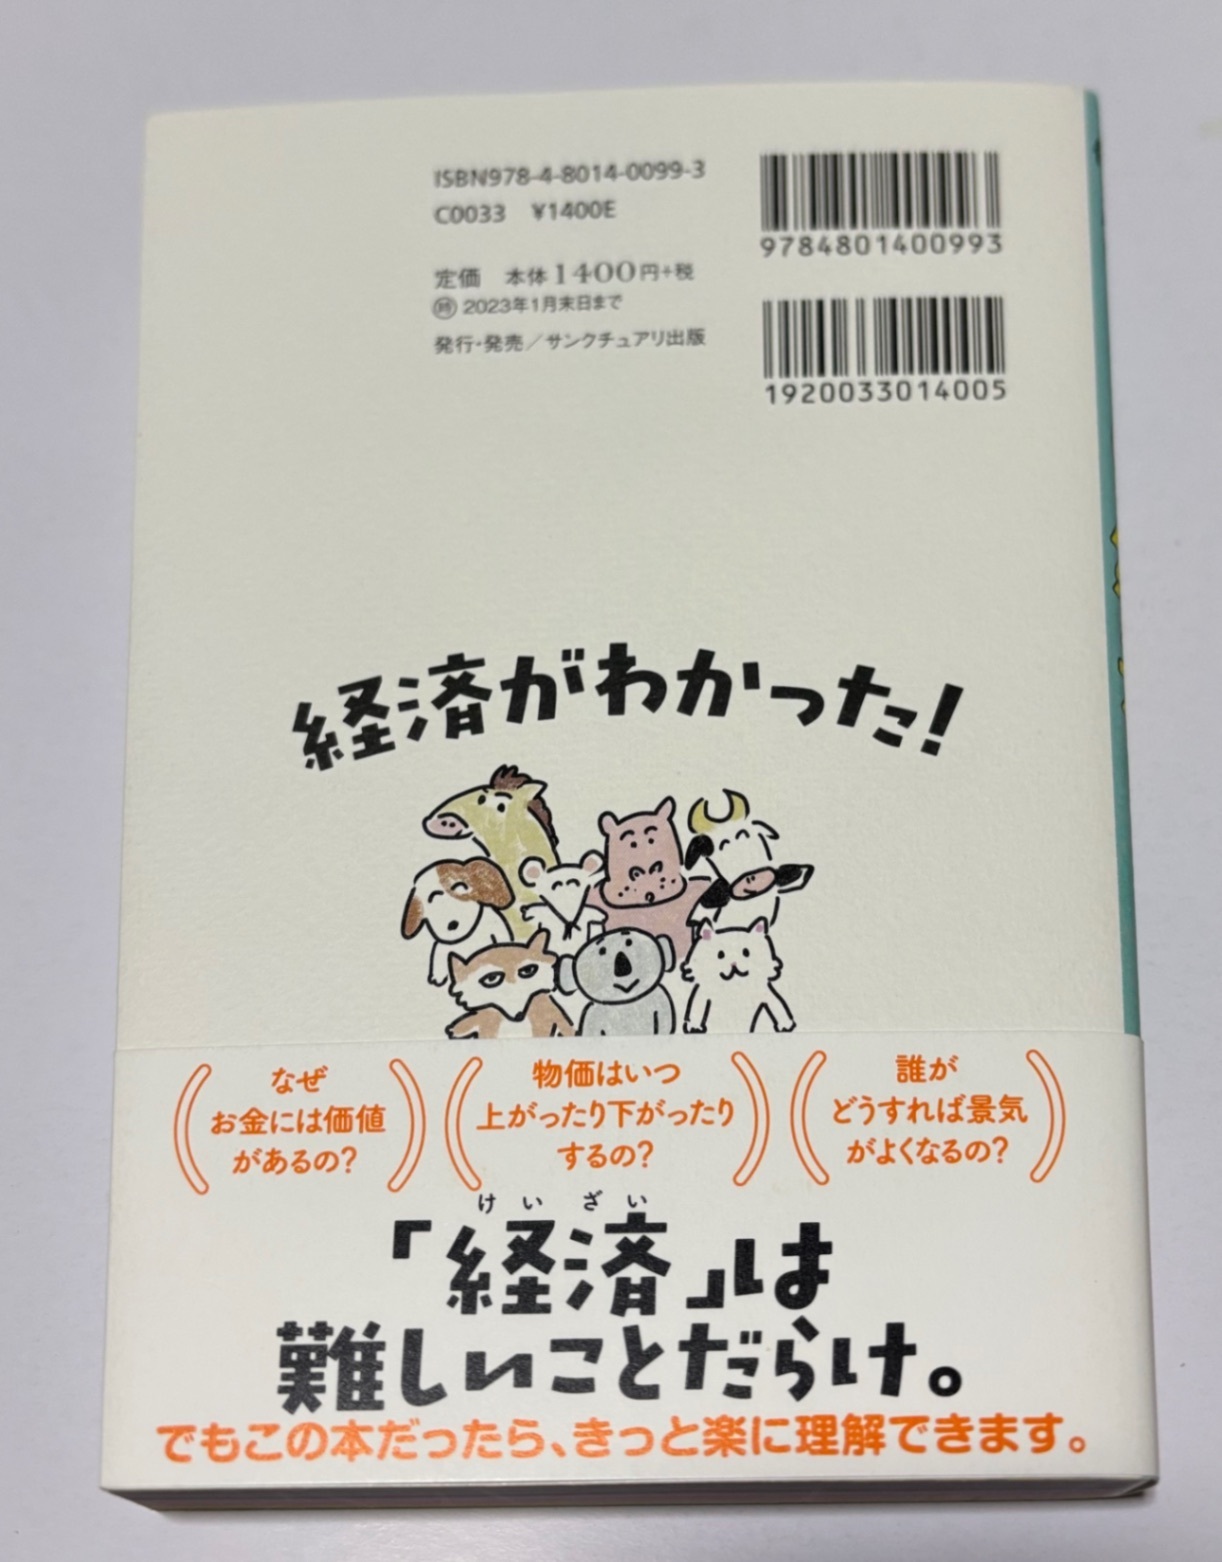 ISBN978-4-8014-0099-3
C0033 ¥1400E
定価 本体1400円+税
特 2023年1月末日まで
発行・発売/サンクチュアリ出版
9784801400993
1920033014005
経済がわかった!
なぜ
お金には価値
があるの?
物価はいつ
上がったり下がったり
するの?
誰が
どうすれば景気
がよくなるの?
けいざい
「経済」は
難しいことだらけ。
でもこの本だったら、きっと楽に理解できます。